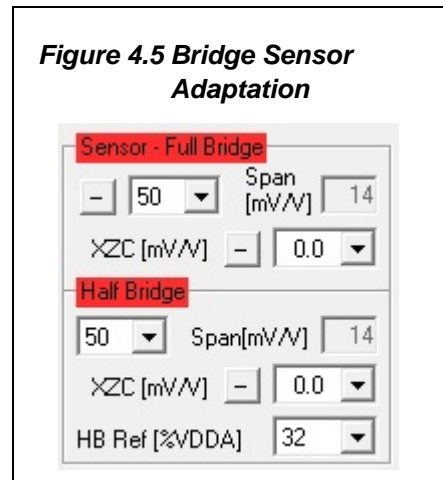 Figure 4.5 Bridge Sensor
Adaptation
Sensor - Full Bridge
– 50 Span [mV/V] 14
XZC [mV/V] – 0.0
Half Bridge
50 Span[mV/V] 14
XZC [mV/V] – 0.0
HB Ref [%VDDA] 32